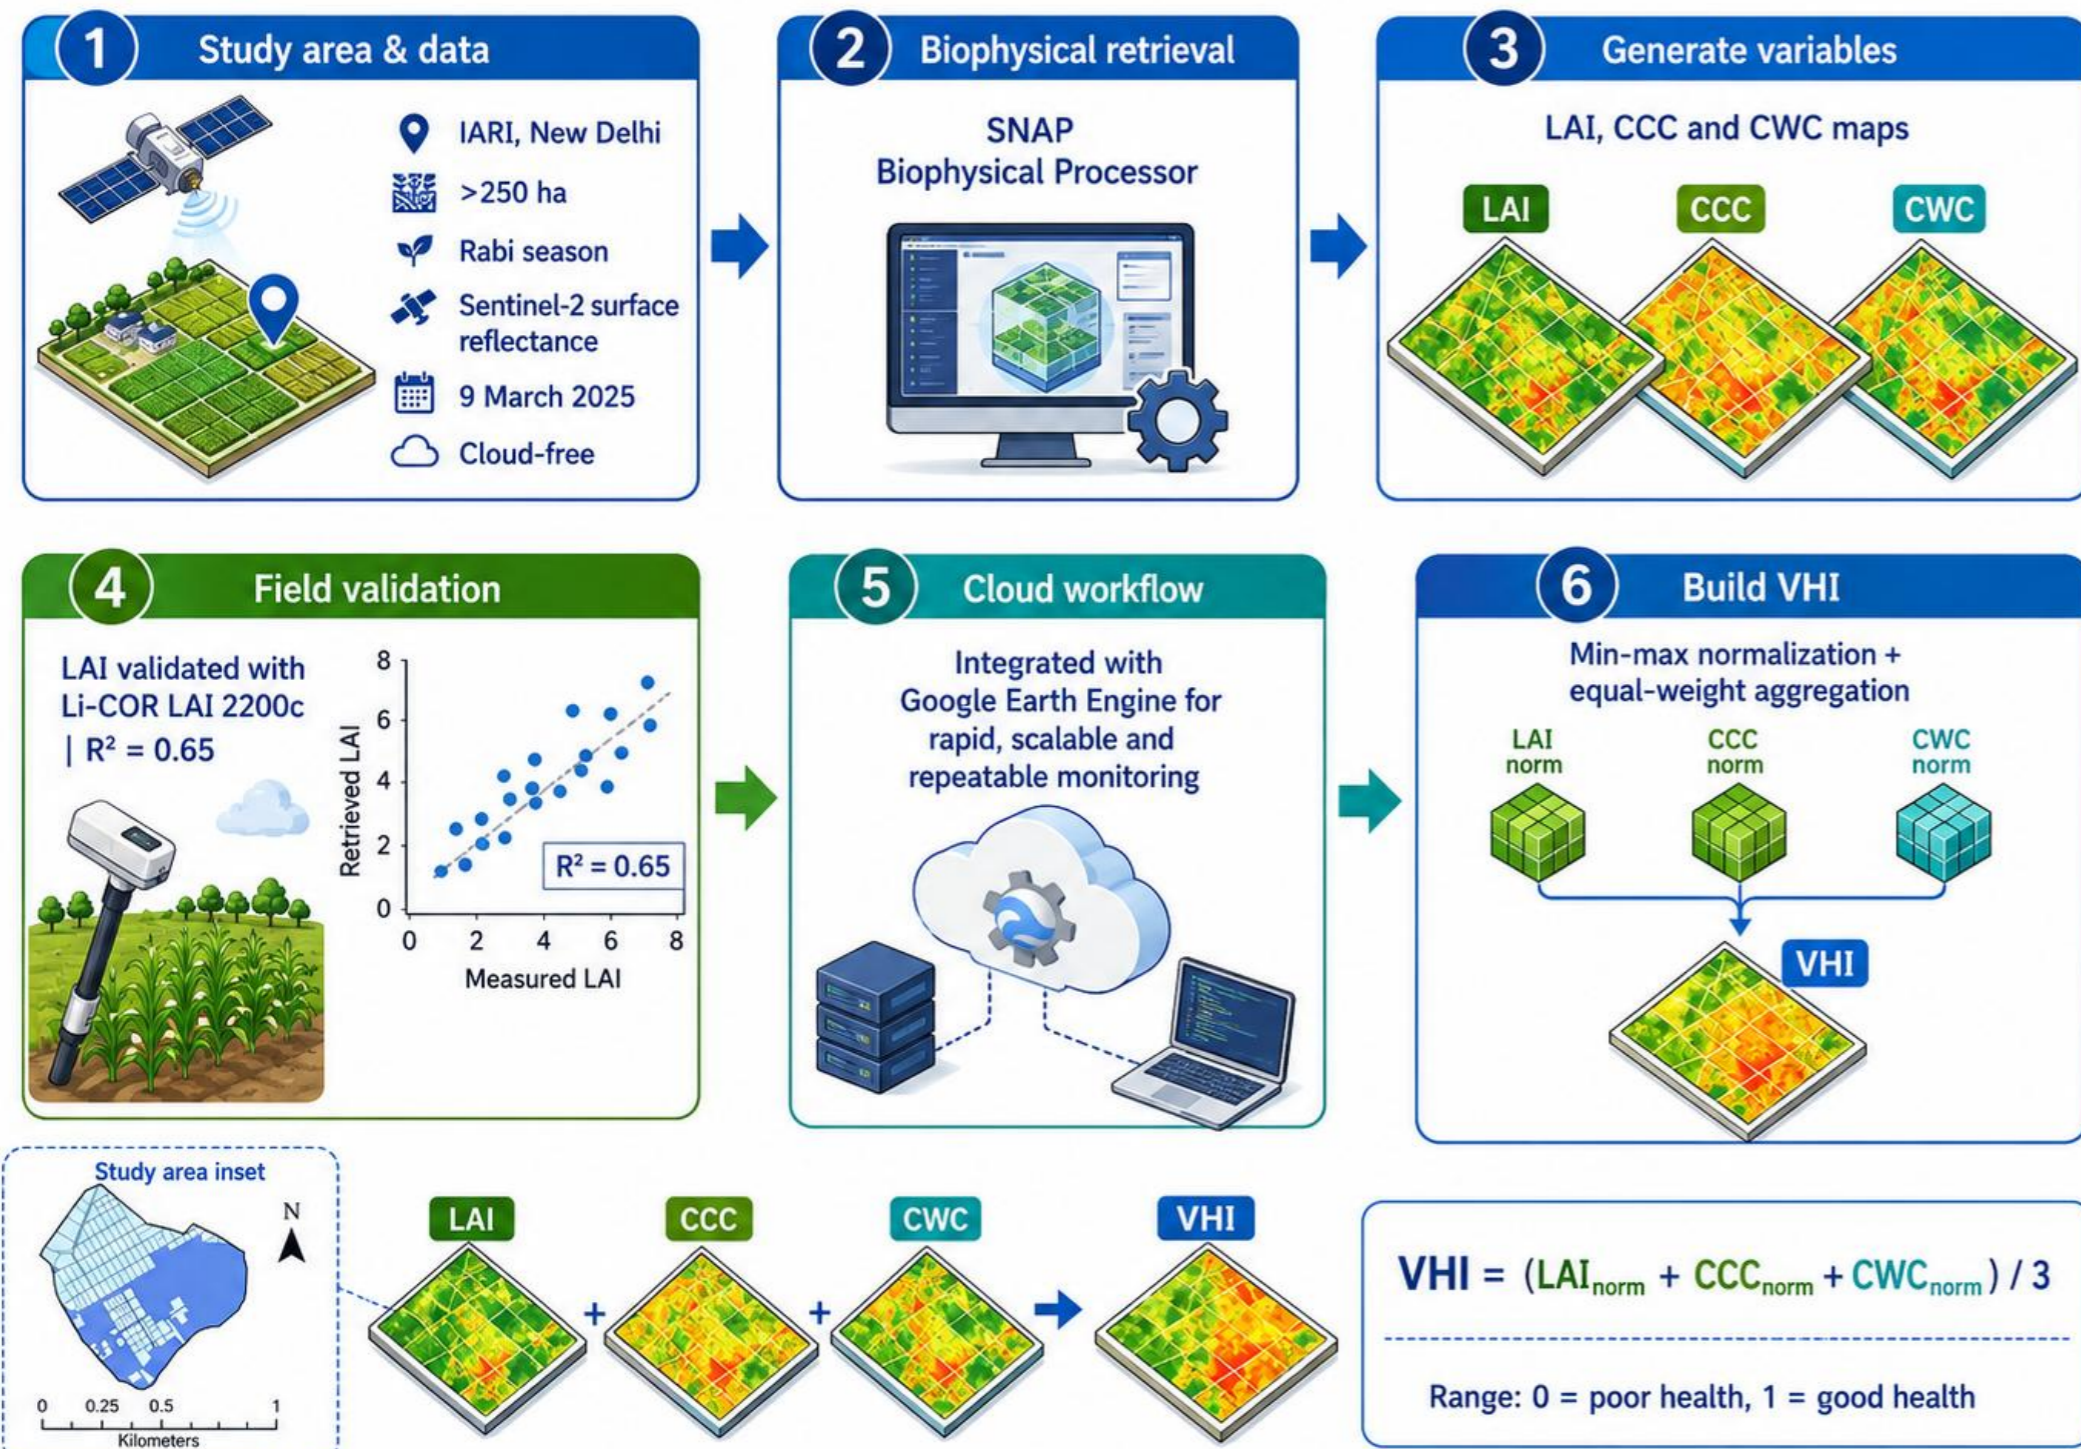 1 Study area & data
IARI, New Delhi
>250 ha
Rabi season
Sentinel-2 surface
reflectance
9 March 2025
Cloud-free
2 Biophysical retrieval
SNAP
Biophysical Processor
3 Generate variables
LAI, CCC and CWC maps
LAI CCC CWC
4 Field validation
LAI validated with
Li-COR LAI 2200c
| R² = 0.65
Retrieved LAI
8
6
4
2
0
R² = 0.65
0 2 4 6 8
Measured LAI
5 Cloud workflow
Integrated with
Google Earth Engine for
rapid, scalable and
repeatable monitoring
6 Build VHI
Min-max normalization +
equal-weight aggregation
LAI CCC CWC
norm norm norm
VHI
Study area inset
N
0 0.25 0.5 1
Kilometers
LAI CCC CWC VHI
+ +
VHI = (LAInorm + CCCnorm + CWCnorm) / 3
Range: 0 = poor health, 1 = good health